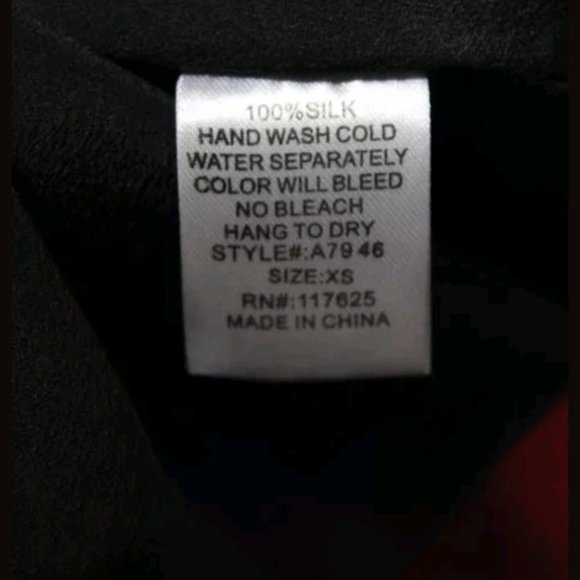 100%SILK
HAND WASH COLD
WATER SEPARATELY
COLOR WILL BLEED
NO BLEACH
HANG TO DRY
STYLE#:A79 46
SIZE:XS
RN#:117625
MADE IN CHINA